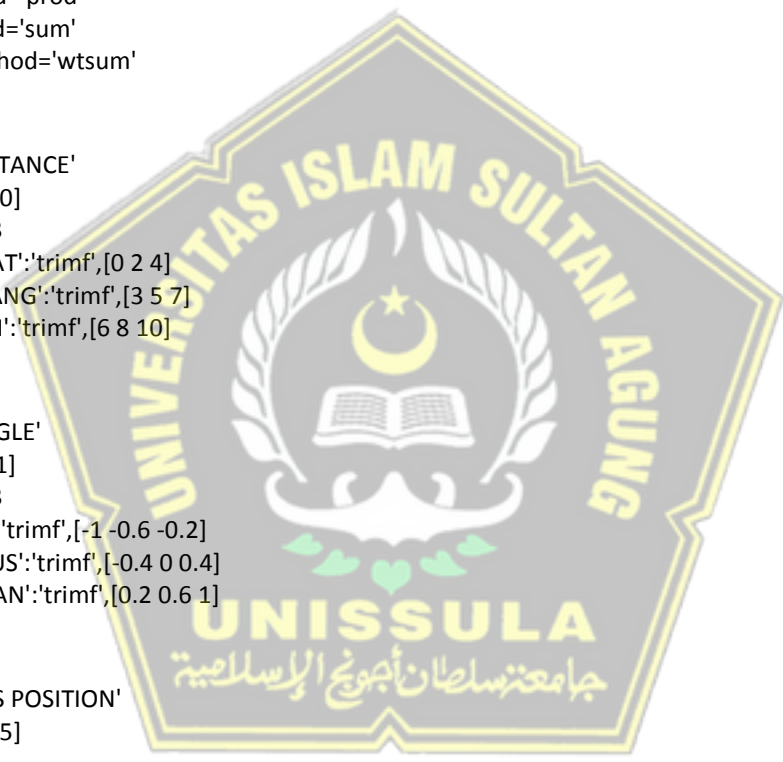 prod
d='sum'
hod='wtsum'
TANCE'
0]
3
AT':'trimf',[0 2 4]
ANG':'trimf',[3 5 7]
':'trimf',[6 8 10]
GLE'
1]
3
'trimf',[-1 -0.6 -0.2]
US':'trimf',[-0.4 0 0.4]
AN':'trimf',[0.2 0.6 1]
S POSITION'
5]
UNIVERSITAS ISLAM SULTAN AGUNG
UNISSULA
جامعة سلطان أجونج الإسلامية